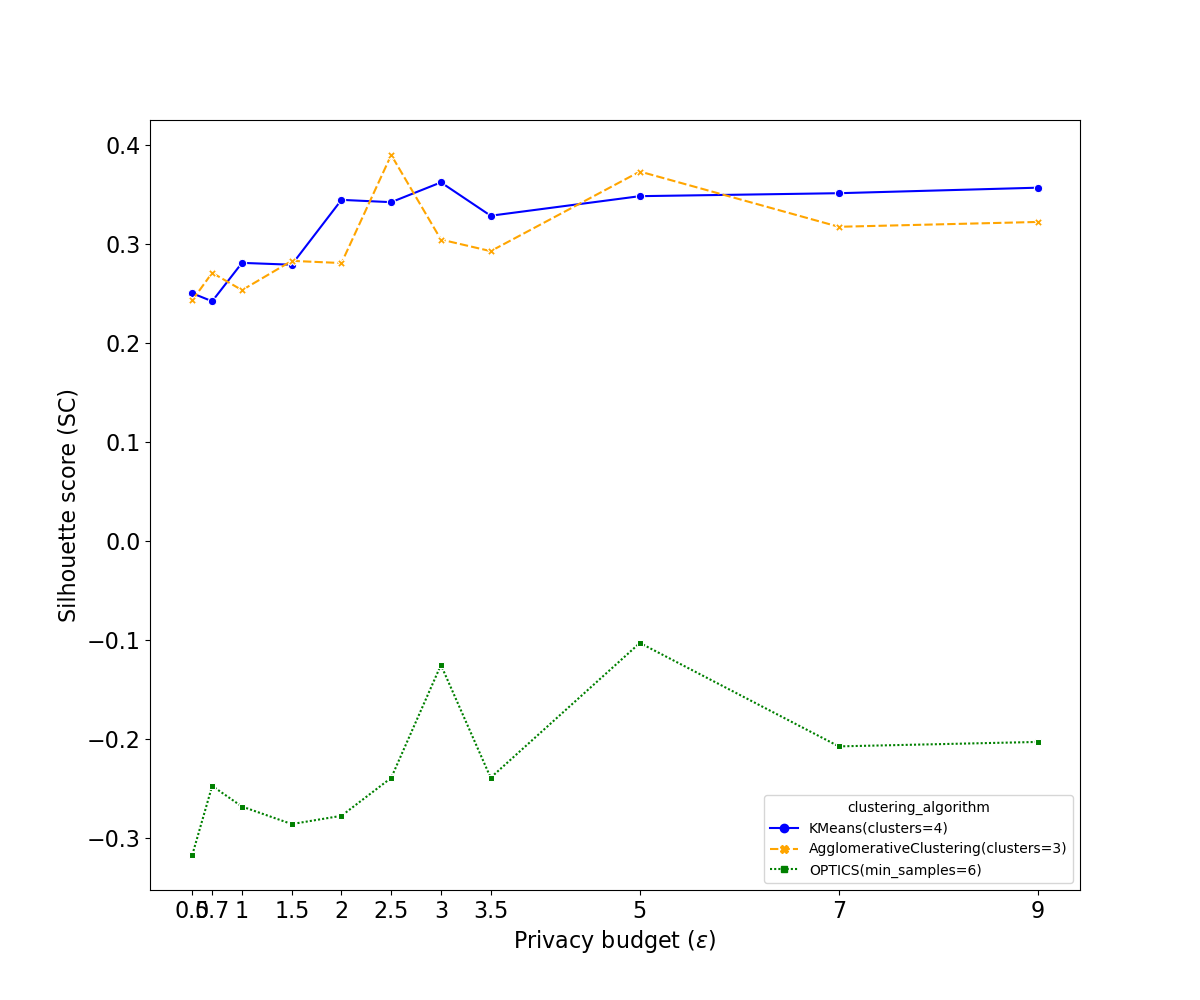 0.4
0.3
0.2
0.1
0.0
−0.1
−0.2
−0.3
Silhouette score (SC)
clustering_algorithm
KMeans(clusters=4)
AgglomerativeClustering(clusters=3)
OPTICS(min_samples=6)
0.5 0.7 1 1.5 2 2.5 3 3.5 5 7 9
Privacy budget (ε)